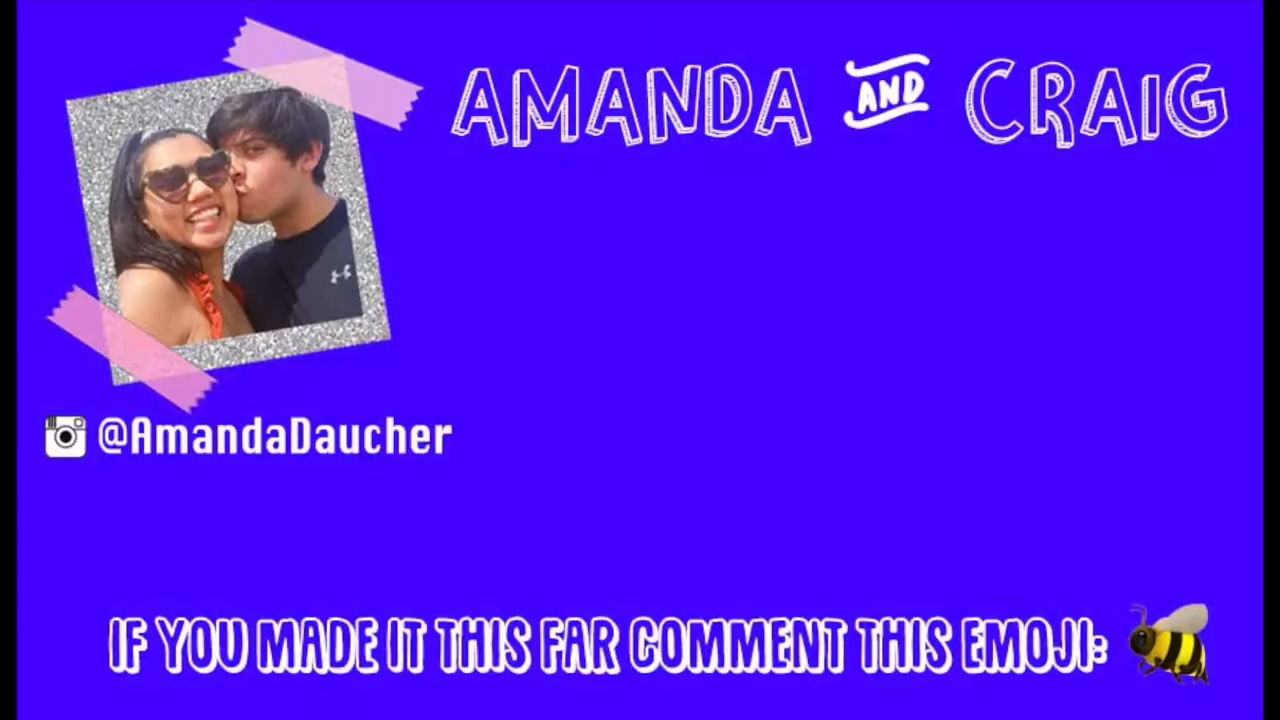 AMANDA AND CRAIG
@AmandaDaucher
IF YOU MADE IT THIS FAR COMMENT THIS EMOJI: